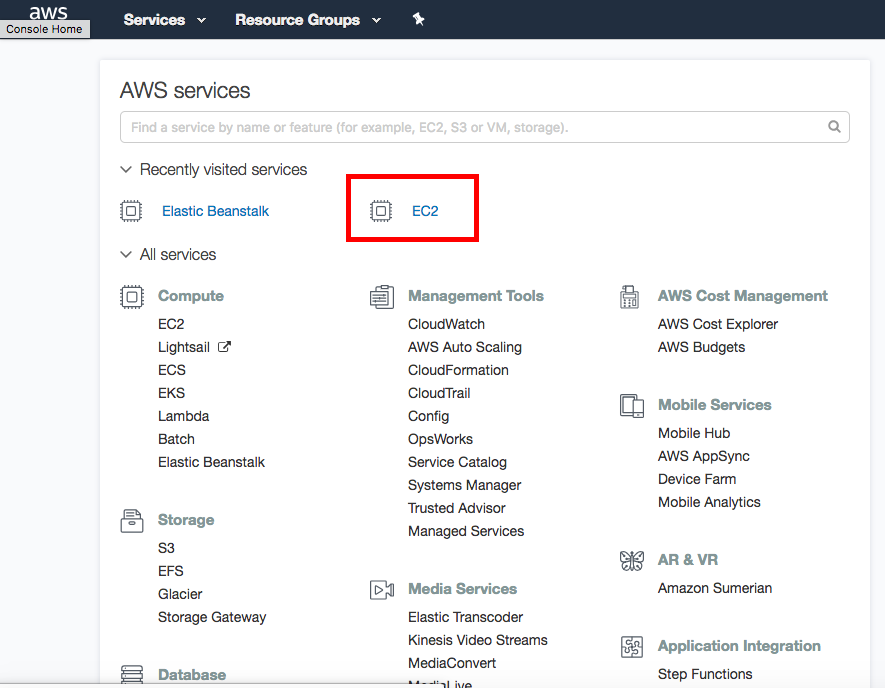 aws
Services
Resource Groups
Console Home
AWS services
Find a service by name or feature (for example, EC2, S3 or VM, storage).
Recently visited services
Elastic Beanstalk
EC2
All services
Compute
EC2
Lightsail
ECS
EKS
Lambda
Batch
Elastic Beanstalk
Storage
S3
EFS
Glacier
Storage Gateway
Database
Management Tools
CloudWatch
AWS Auto Scaling
CloudFormation
CloudTrail
Config
OpsWorks
Service Catalog
Systems Manager
Trusted Advisor
Managed Services
Media Services
Elastic Transcoder
Kinesis Video Streams
MediaConvert
MediaLive
AWS Cost Management
AWS Cost Explorer
AWS Budgets
Mobile Services
Mobile Hub
AWS AppSync
Device Farm
Mobile Analytics
AR & VR
Amazon Sumerian
Application Integration
Step Functions